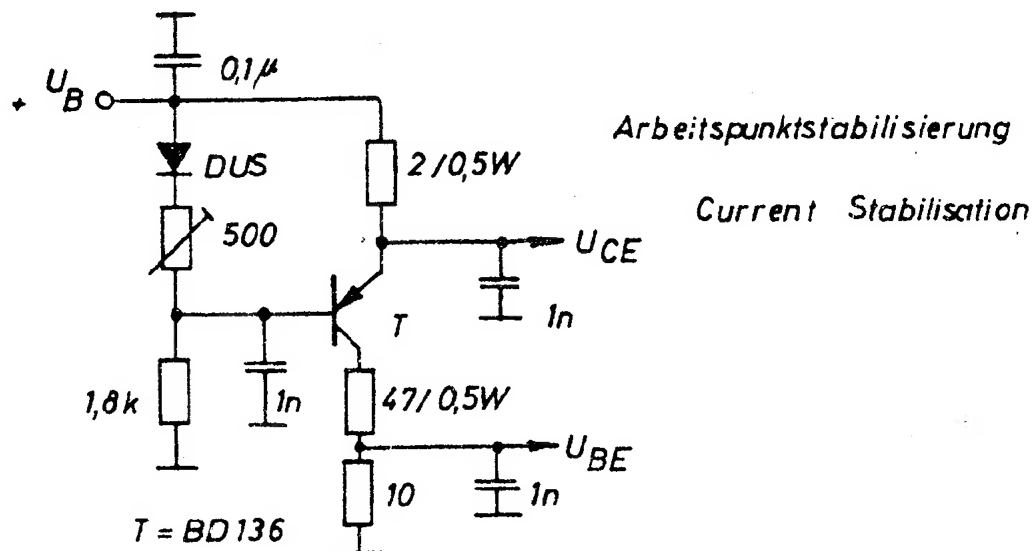 0,1µ
+ U_B
DUS
2/0,5W
Arbeitspunktstabilisierung
Current Stabilisation
500
U_CE
1n
T
1,8k
1n
47/0,5W
U_BE
10
1n
T = BD136